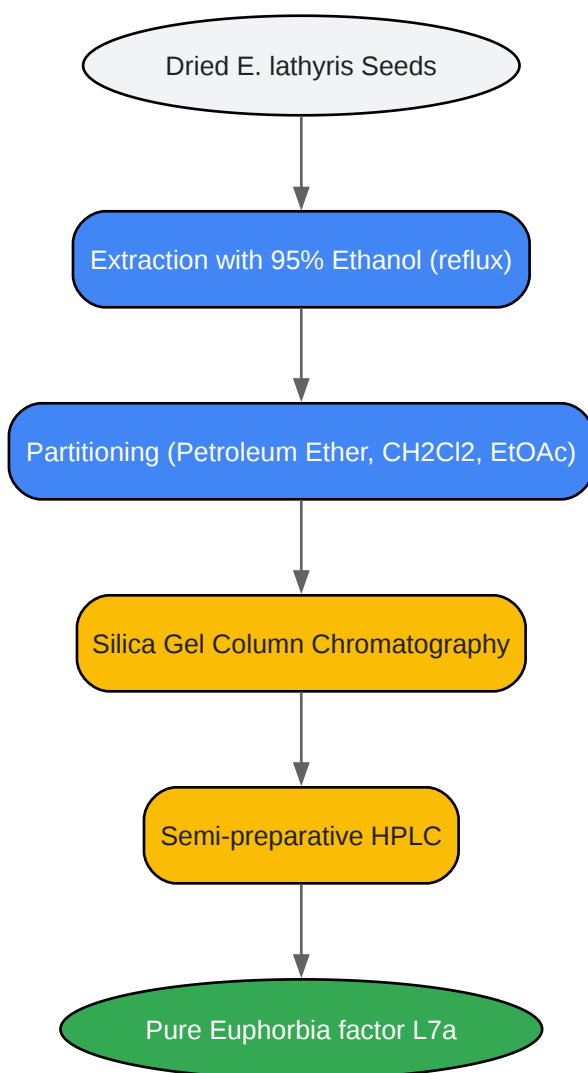 Dried E. lathyris Seeds
Extraction with 95% Ethanol (reflux)
Partitioning (Petroleum Ether, CH2Cl2, EtOAc)
Silica Gel Column Chromatography
Semi-preparative HPLC
Pure Euphorbia factor L7a